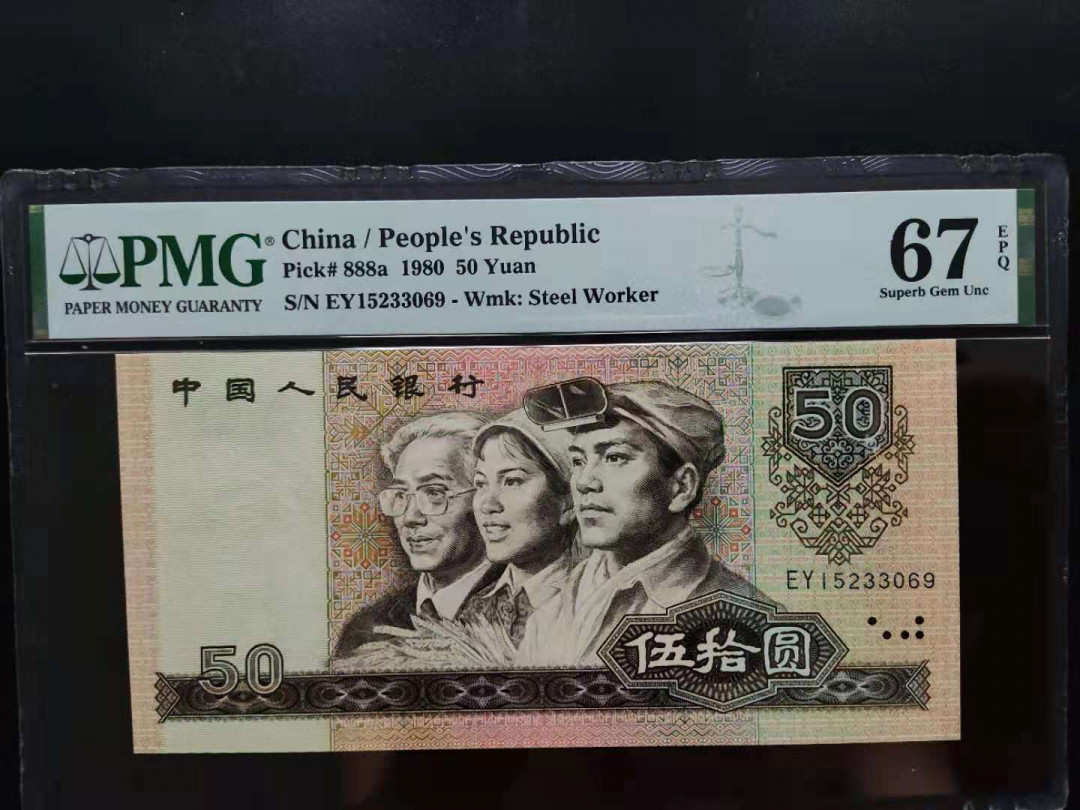 PMG®
PAPER MONEY GUARANTY
China / People's Republic
Pick# 888a 1980 50 Yuan
S/N EY15233069 - Wmk: Steel Worker
67
EPQ
Superb Gem Unc
中国人民银行
50
EY15233069
50
伍拾圆